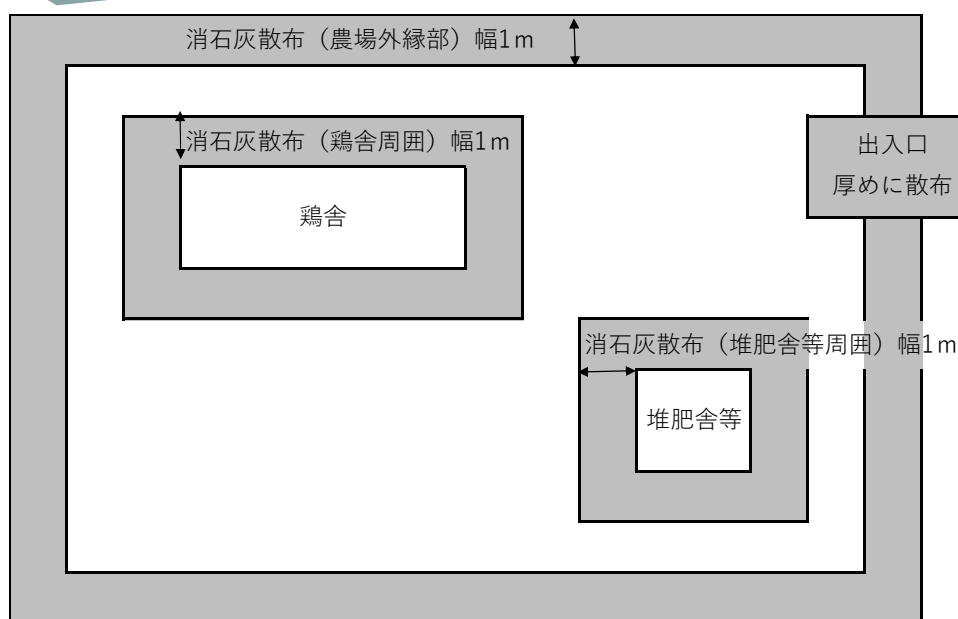 消石灰散布（農場外縁部）幅1m
消石灰散布（鶏舎周囲）幅1m
出入口
厚めに散布
鶏舎
消石灰散布（堆肥舎等周囲）幅1m
堆肥舎等